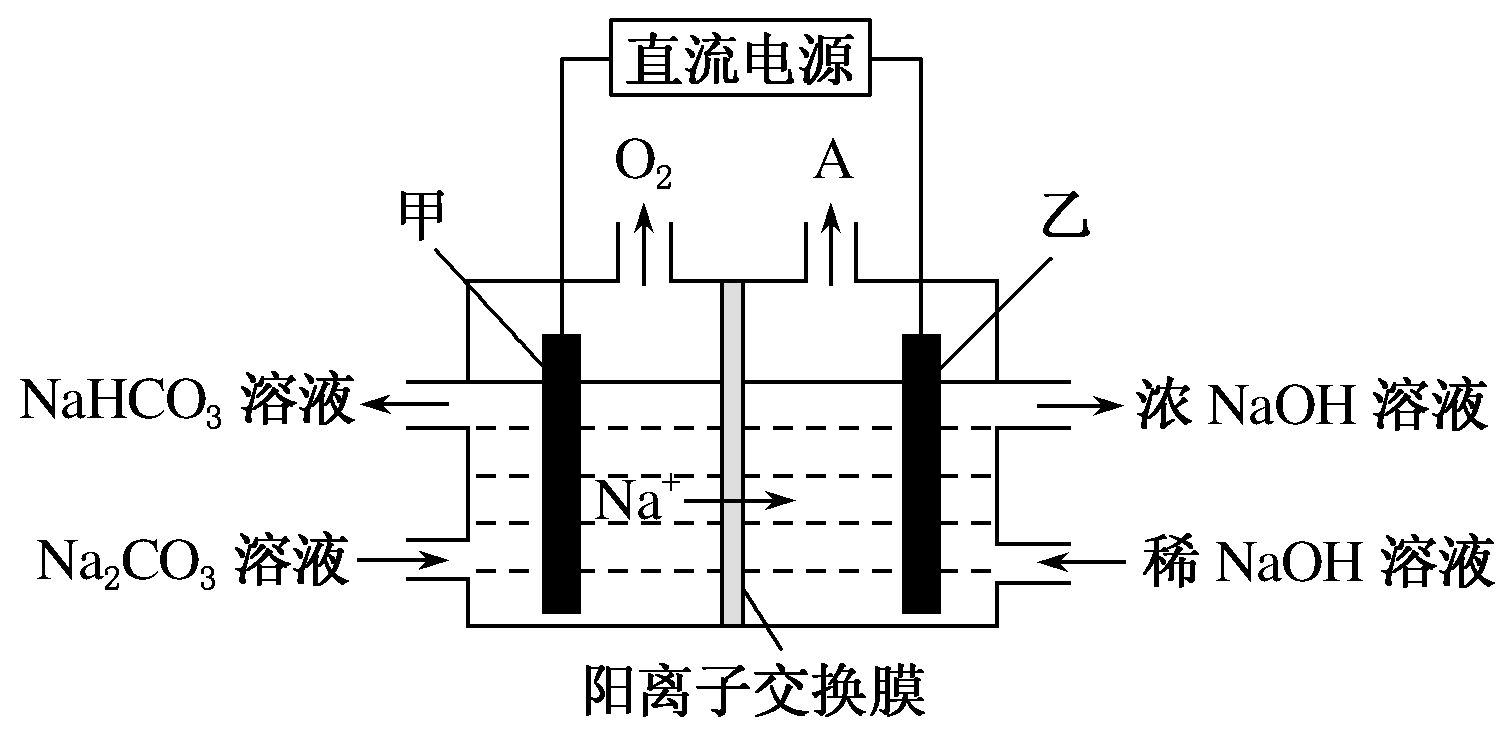 直流电源
O₂
A
甲
乙
NaHCO₃ 溶液
浓 NaOH 溶液
Na⁺
Na₂CO₃ 溶液
稀 NaOH 溶液
阳离子交换膜